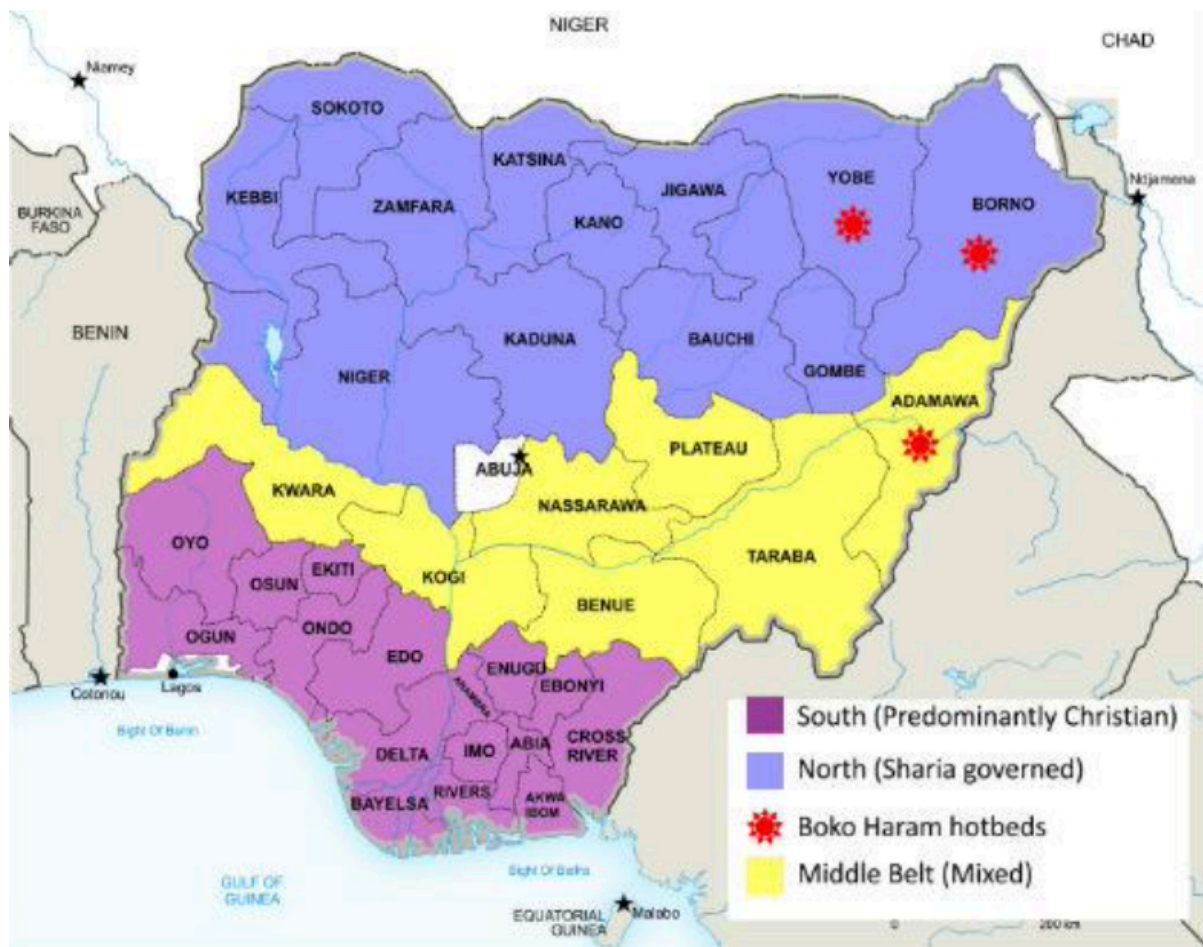 NIGER
CHAD
Niamey
SOKOTO
KATSINA
JIGAWA
YOBE
BORNO
Ndjamena
KEBBI
ZAMFARA
KANO
BURKINA
FASO
BENIN
NIGER
KADUNA
BAUCHI
GOMBE
ADAMAWA
ABUJA
PLATEAU
KWARA
NASSARAWA
OYO
OSUN
EKITI
KOGI
TARABA
BENUE
OGUN
ONDO
EDO
ENUGU
EBONYI
ANAMBRA
Cotonou
Lagos
Bight Of Benin
DELTA
IMO
ABIA
CROSS
RIVER
BAYELSA
RIVERS
AKWA
IBOM
GULF OF
GUINEA
Bight Of Biafra
EQUATORIAL
GUINEA
Malabo
South (Predominantly Christian)
North (Sharia governed)
Boko Haram hotbeds
Middle Belt (Mixed)
0 200 km